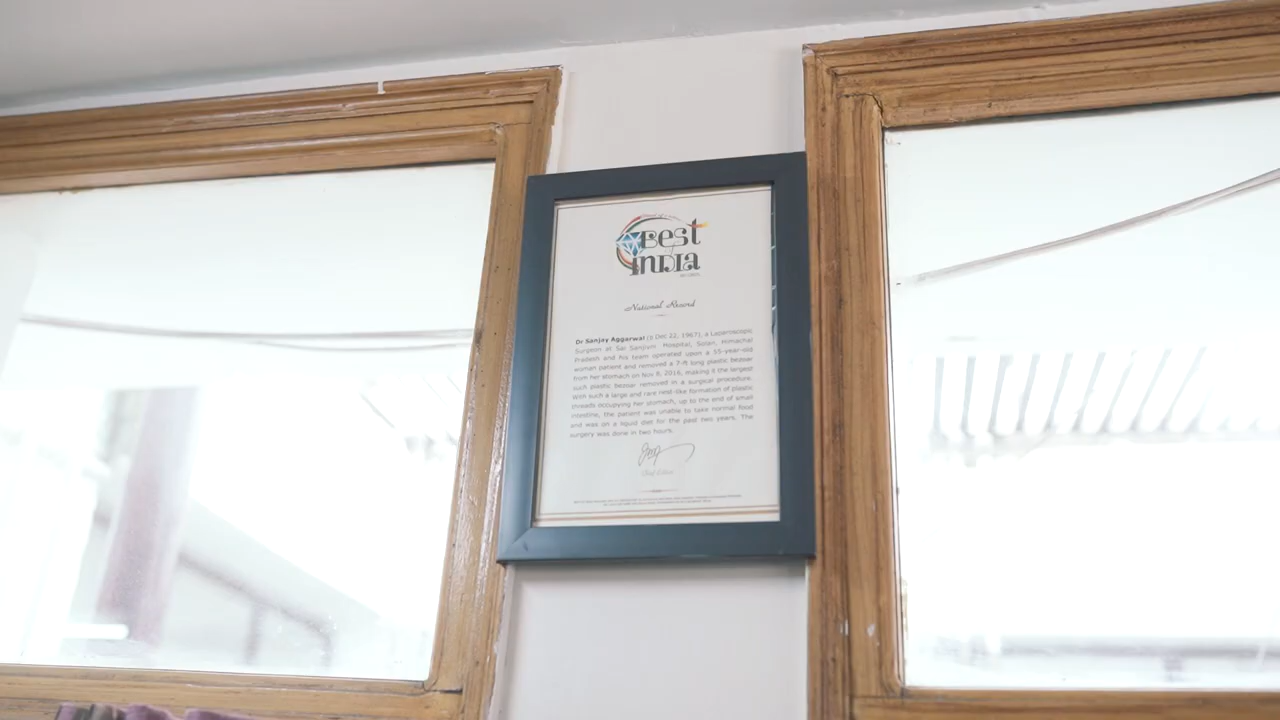 Best
of
India
National Record
Dr Sanjay Aggarwal (b Dec 22, 1967), a Laparoscopic
Surgeon at Sai Sanjivni Hospital, Solan, Himachal
Pradesh and his team operated upon a 55-year-old
woman patient and removed a 7-ft long plastic bezoar
from her stomach on Nov 9, 2016, making it the largest
such plastic bezoar removed in a surgical procedure.
With such a large and rare nest-like formation of plastic
threads occupying her stomach, up to the end of small
intestine, the patient was unable to take normal food
and was on a liquid diet for the past two years. The
surgery was done in two hours.
Chief Editor